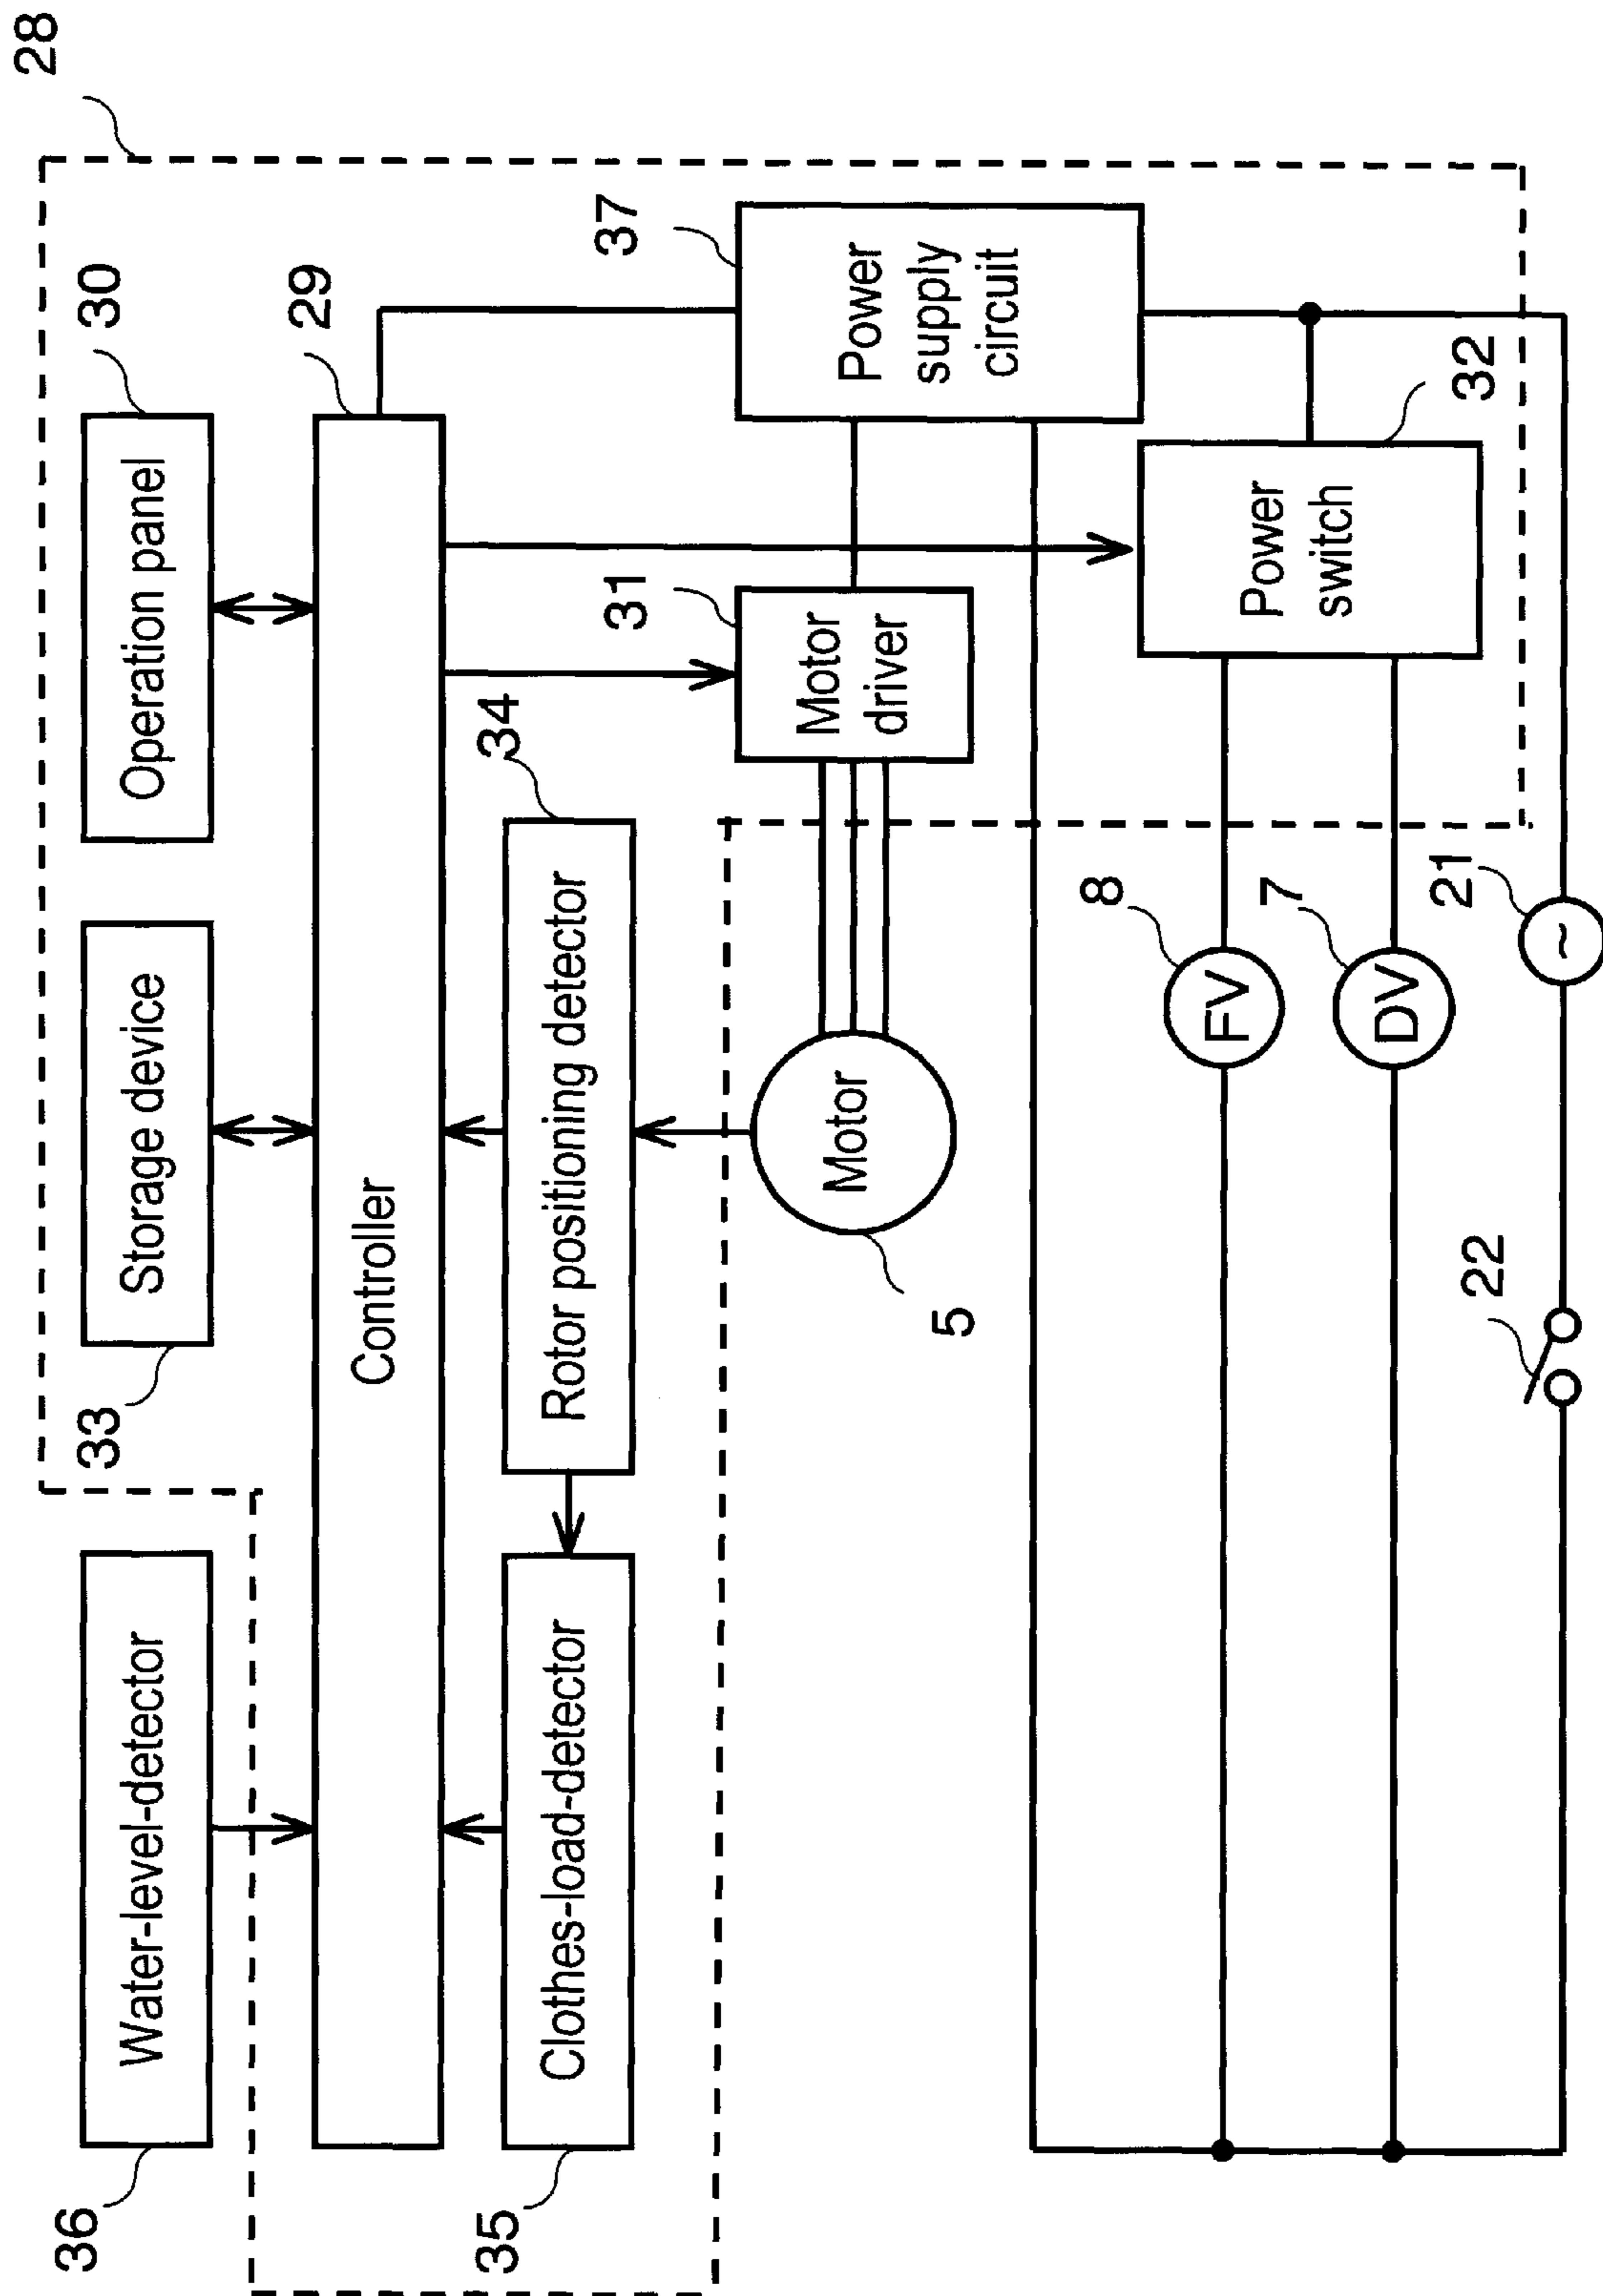 28
36
Water-level-detector
33
Storage device
30
Operation panel
29
Controller
35
Clothes-load-detector
Rotor positioning detector
34
31
Motor
driver
37
Power
supply
circuit
Motor
5
8
FV
7
DV
Power
switch
32
22
21
~